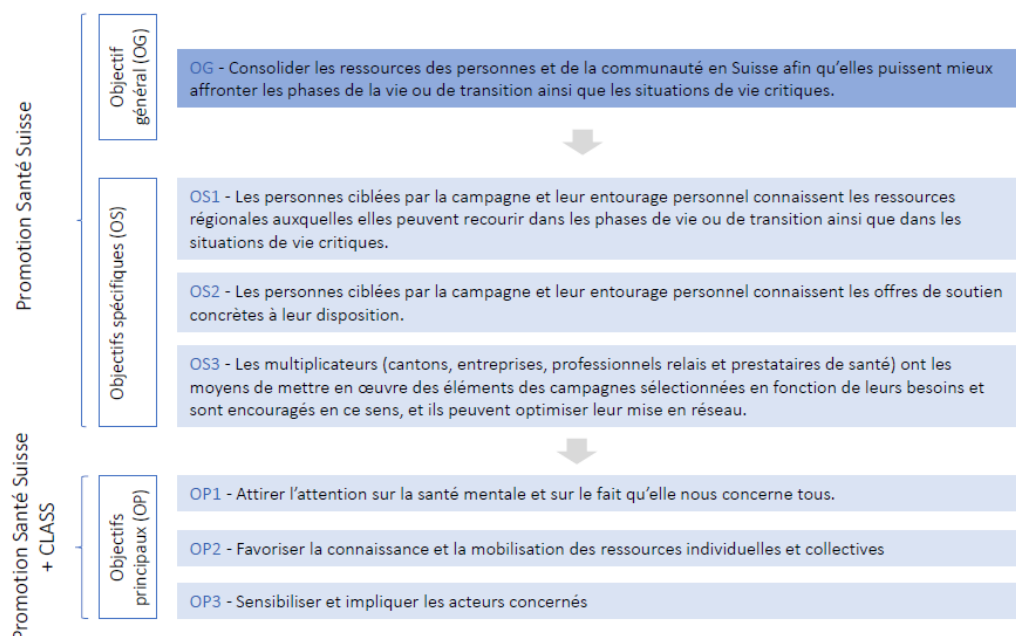 Promotion Santé Suisse
Objectif
général (OG)
OG - Consolider les ressources des personnes et de la communauté en Suisse afin qu'elles puissent mieux
affronter les phases de la vie ou de transition ainsi que les situations de vie critiques.
Objectifs spécifiques (OS)
OS1 - Les personnes ciblées par la campagne et leur entourage personnel connaissent les ressources
régionales auxquelles elles peuvent recourir dans les phases de vie ou de transition ainsi que dans les
situations de vie critiques.
OS2 - Les personnes ciblées par la campagne et leur entourage personnel connaissent les offres de soutien
concrètes à leur disposition.
OS3 - Les multiplicateurs (cantons, entreprises, professionnels relais et prestataires de santé) ont les
moyens de mettre en œuvre des éléments des campagnes sélectionnées en fonction de leurs besoins et
sont encouragés en ce sens, et ils peuvent optimiser leur mise en réseau.
Promotion Santé Suisse
+ CLASS
Objectifs
principaux (OP)
OP1 - Attirer l'attention sur la santé mentale et sur le fait qu'elle nous concerne tous.
OP2 - Favoriser la connaissance et la mobilisation des ressources individuelles et collectives
OP3 - Sensibiliser et impliquer les acteurs concernés